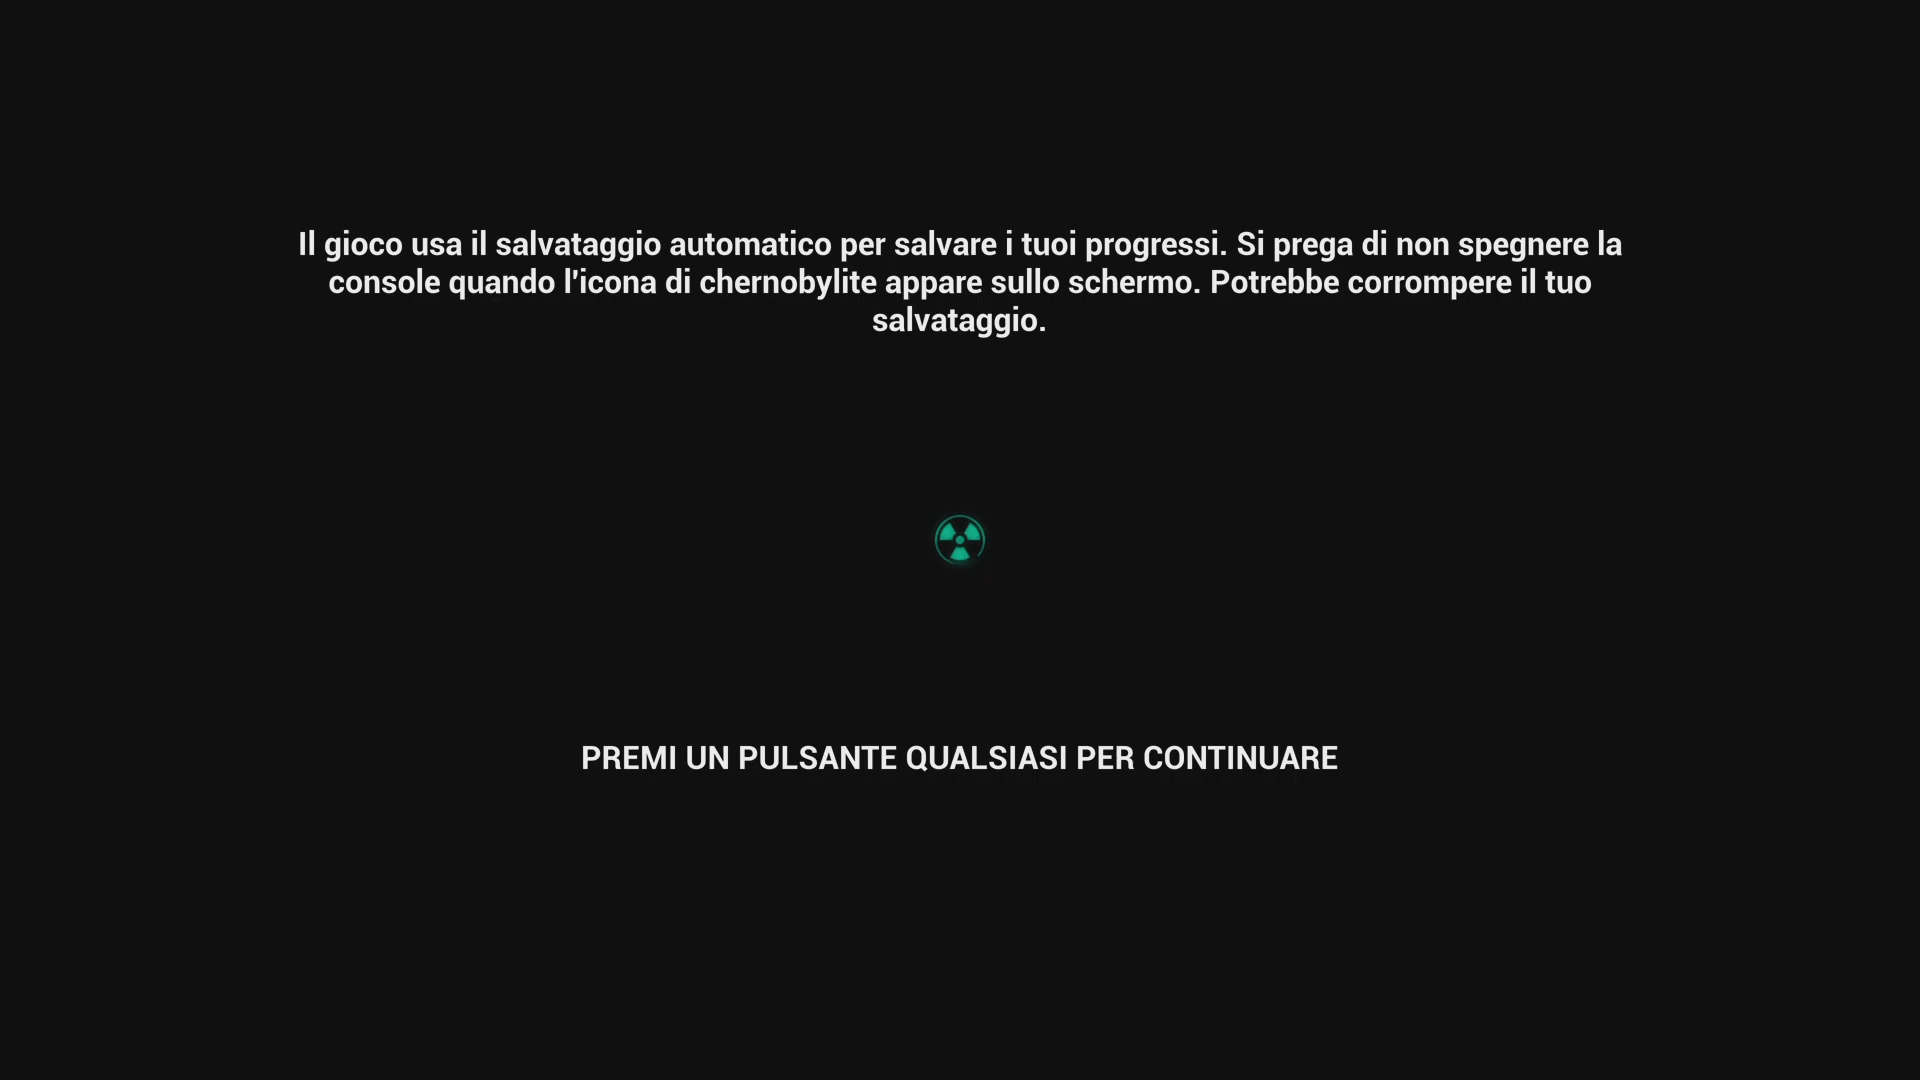 Il gioco usa il salvataggio automatico per salvare i tuoi progressi. Si prega di non spegnere la
console quando l'icona di chernobylite appare sullo schermo. Potrebbe corrompere il tuo
salvataggio.
PREMI UN PULSANTE QUALSIASI PER CONTINUARE